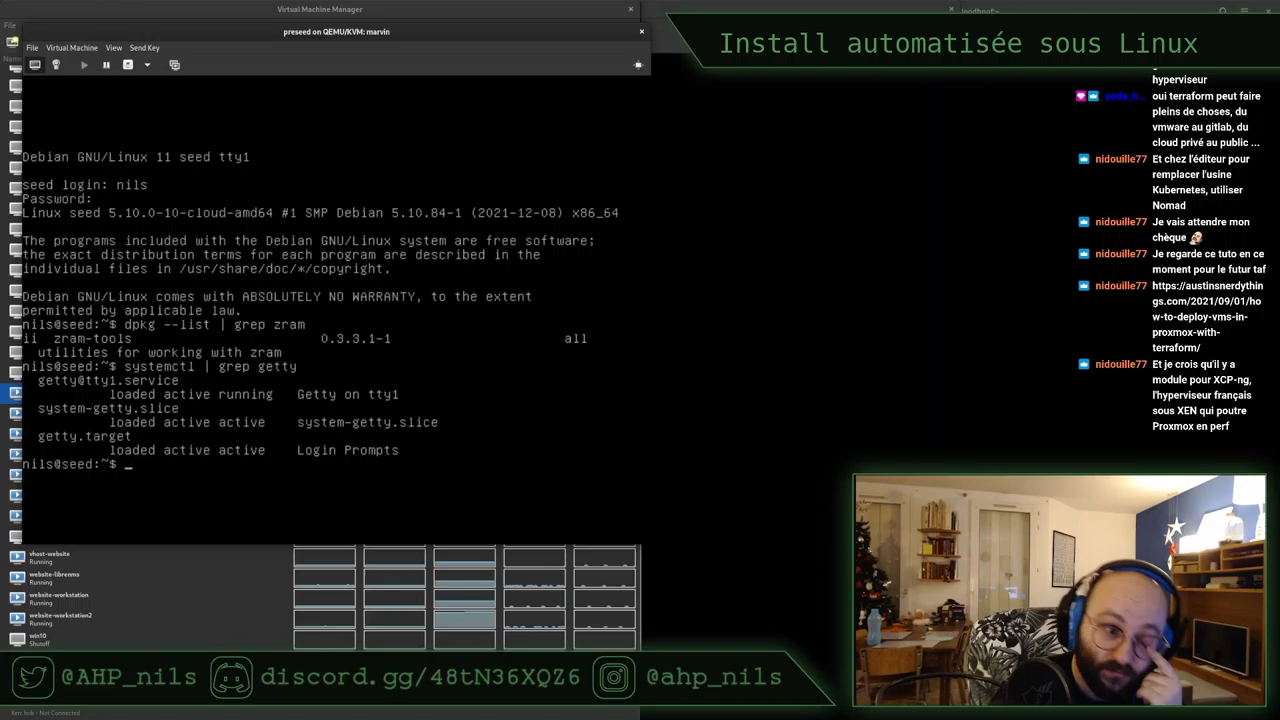 Virtual Machine Manager
File
preseed on QEMU/KVM: marvin
File Virtual Machine View Send Key
Install automatisée sous Linux
Debian GNU/Linux 11 seed tty1
seed login: nils
Password:
Linux seed 5.10.0-10-cloud-amd64 #1 SMP Debian 5.10.84-1 (2021-12-08) x86_64
The programs included with the Debian GNU/Linux system are free software;
the exact distribution terms for each program are described in the
individual files in /usr/share/doc/*/copyright.
Debian GNU/Linux comes with ABSOLUTELY NO WARRANTY, to the extent
permitted by applicable law.
nils@seed:~$ dpkg --list | grep zram
ii zram-tools 0.3.3.1-1 all
utilities for working with zram
nils@seed:~$ systemctl | grep getty
getty@tty1.service
loaded active running Getty on tty1
system-getty.slice
loaded active active system-getty.slice
getty.target
loaded active active Login Prompts
nils@seed:~$ _
vhost-website
Running
website-librenms
Running
website-workstation
Running
website-workstation2
Running
win10
Shutoff
hyperviseur
oui terraform peut faire
pleins de choses, du
vmware au gitlab, du
cloud privé au public ...
nidouille77 Et chez l'éditeur pour
remplacer l'usine
Kubernetes, utiliser
Nomad
nidouille77 Je vais attendre mon
chèque
nidouille77 Je regarde ce tuto en ce
moment pour le futur taf
nidouille77 https://austinsnerdythin
gs.com/2021/09/01/ho
w-to-deploy-vms-in-
proxmox-with-
terraform/
nidouille77 Et je crois qu'il y a
module pour XCP-ng,
l'hyperviseur français
sous XEN qui poutre
Proxmox en perf
@AHP_nils discord.gg/48tN36XQZ6 @ahp_nils